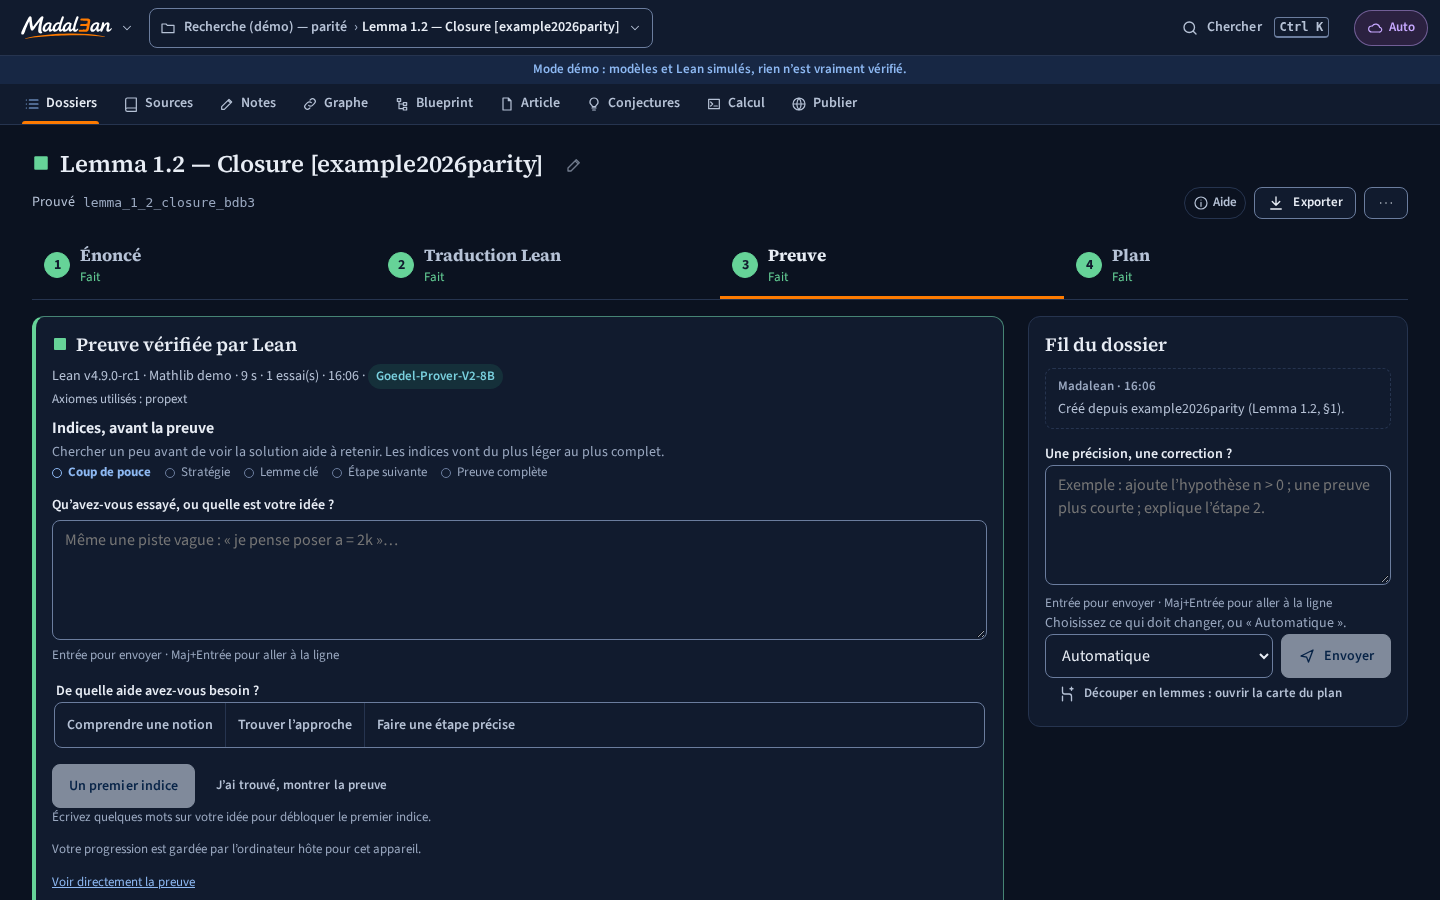 Madal3an
Recherche (démo) — parité › Lemma 1.2 — Closure [example2026parity]
Chercher Ctrl K
Auto
Mode démo : modèles et Lean simulés, rien n’est vraiment vérifié.
Dossiers Sources Notes Graphe Blueprint Article Conjectures Calcul Publier
Lemma 1.2 — Closure [example2026parity]
Prouvé lemma_1_2_closure_bdb3
Aide Exporter ···
1 Énoncé
Fait
2 Traduction Lean
Fait
3 Preuve
Fait
4 Plan
Fait
Preuve vérifiée par Lean
Lean v4.9.0-rc1 · Mathlib demo · 9 s · 1 essai(s) · 16:06 · Goedel-Prover-V2-8B
Axiomes utilisés : propext
Indices, avant la preuve
Chercher un peu avant de voir la solution aide à retenir. Les indices vont du plus léger au plus complet.
Coup de pouce Stratégie Lemme clé Étape suivante Preuve complète
Qu’avez-vous essayé, ou quelle est votre idée ?
Même une piste vague : « je pense poser a = 2k »…
Entrée pour envoyer · Maj+Entrée pour aller à la ligne
De quelle aide avez-vous besoin ?
Comprendre une notion Trouver l’approche Faire une étape précise
Un premier indice J’ai trouvé, montrer la preuve
Écrivez quelques mots sur votre idée pour débloquer le premier indice.
Votre progression est gardée par l’ordinateur hôte pour cet appareil.
Voir directement la preuve
Fil du dossier
Madalean · 16:06
Créé depuis example2026parity (Lemma 1.2, §1).
Une précision, une correction ?
Exemple : ajoute l’hypothèse n > 0 ; une preuve
plus courte ; explique l’étape 2.
Entrée pour envoyer · Maj+Entrée pour aller à la ligne
Choisissez ce qui doit changer, ou « Automatique ».
Automatique Envoyer
Découper en lemmes : ouvrir la carte du plan